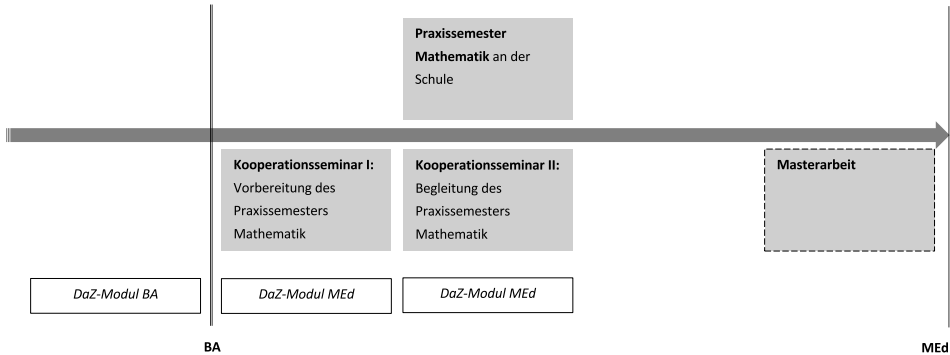 Praxissemester
Mathematik an der
Schule
Kooperationsseminar I:
Vorbereitung des
Praxissemesters
Mathematik
Kooperationsseminar II:
Begleitung des
Praxissemesters
Mathematik
Masterarbeit
DaZ-Modul BA
DaZ-Modul MEd
DaZ-Modul MEd
BA
MEd